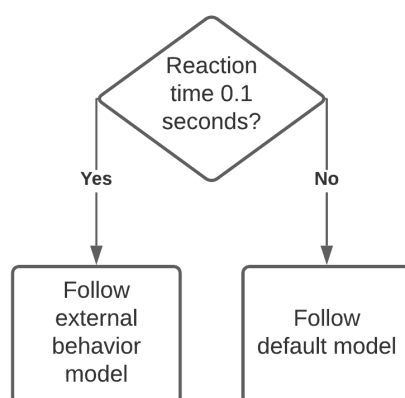 Reaction
time 0.1
seconds?
Yes
No
Follow
external
behavior
model
Follow
default model